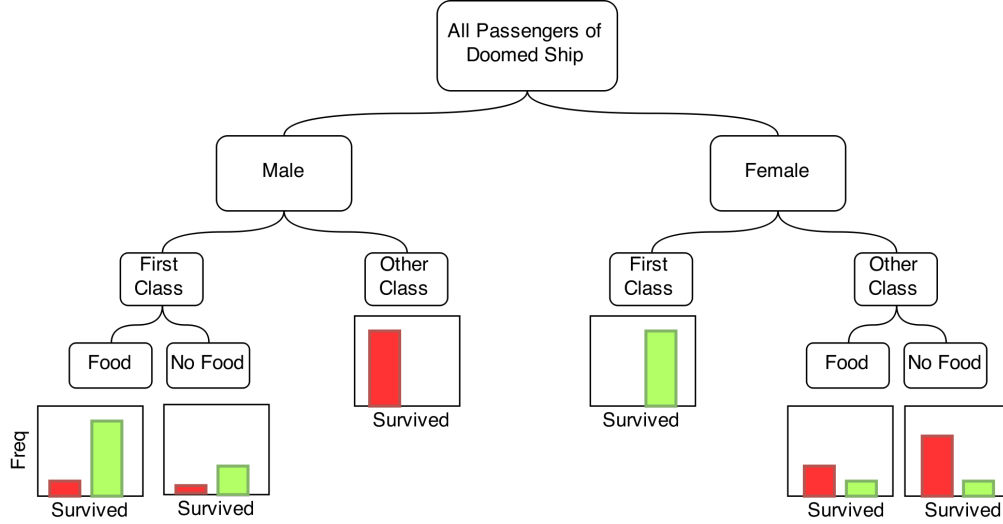 All Passengers of
Doomed Ship
Male
Female
First
Class
Other
Class
First
Class
Other
Class
Food
No Food
Food
No Food
Survived
Survived
Freq
Survived
Survived
Survived
Survived